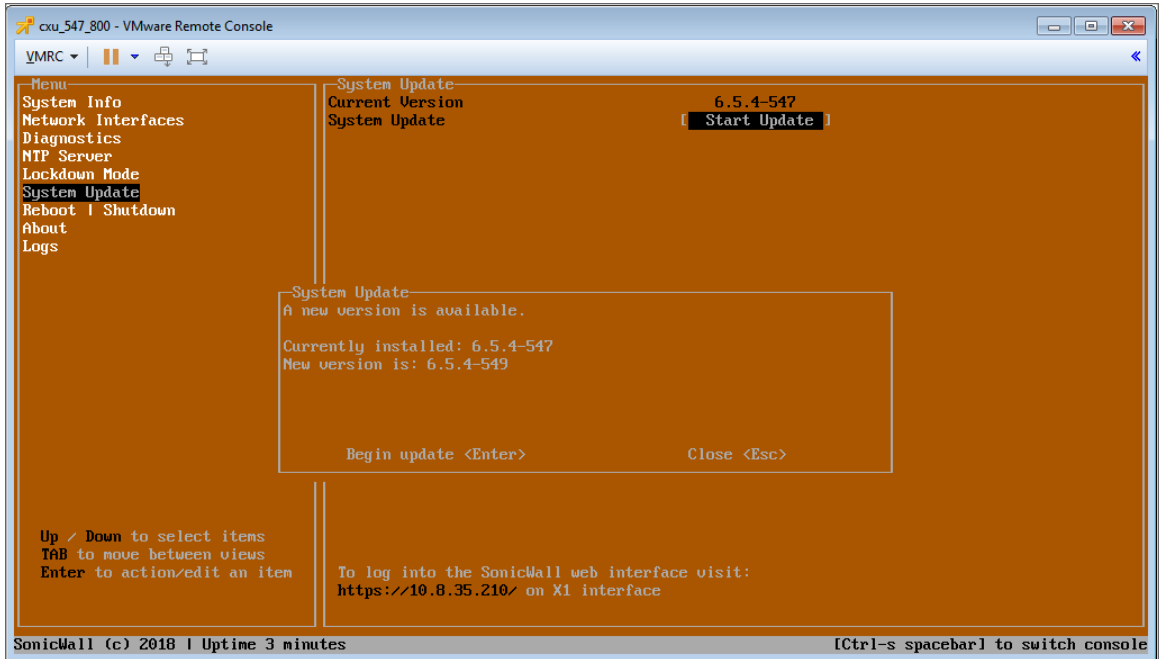 cxu_547_800 - VMware Remote Console
VMRC
Menu
System Info
Network Interfaces
Diagnostics
NTP Server
Lockdown Mode
System Update
Reboot | Shutdown
About
Logs
Up / Down to select items
TAB to move between views
Enter to action/edit an item
System Update
Current Version 6.5.4-547
System Update [ Start Update ]
System Update
A new version is available.
Currently installed: 6.5.4-547
New version is: 6.5.4-549
Begin update <Enter> Close <Esc>
To log into the SonicWall web interface visit:
https://10.8.35.210/ on X1 interface
SonicWall (c) 2018 | Uptime 3 minutes [Ctrl-s spacebar] to switch console